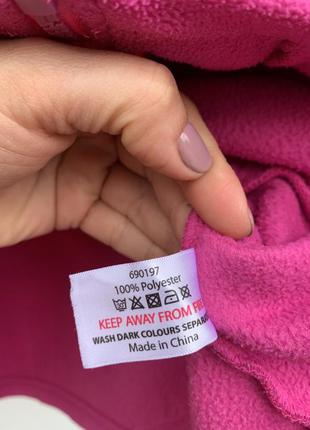 690197
100% Polyester
KEEP AWAY FROM
WASH DARK COLOURS
Made in China